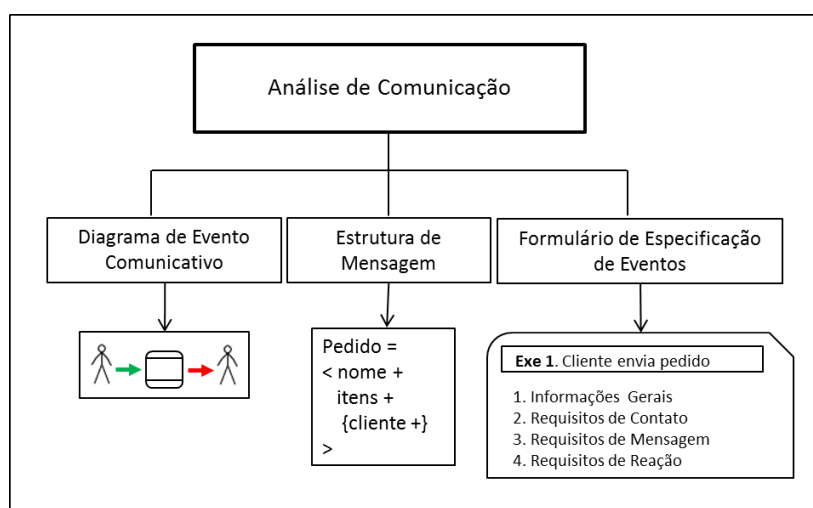 Análise de Comunicação
Diagrama de Evento
Comunicativo
Estrutura de
Mensagem
Formulário de Especificação
de Eventos
Pedido =
< nome +
itens +
{cliente +}
>
Exe 1. Cliente envia pedido
1. Informações Gerais
2. Requisitos de Contato
3. Requisitos de Mensagem
4. Requisitos de Reação